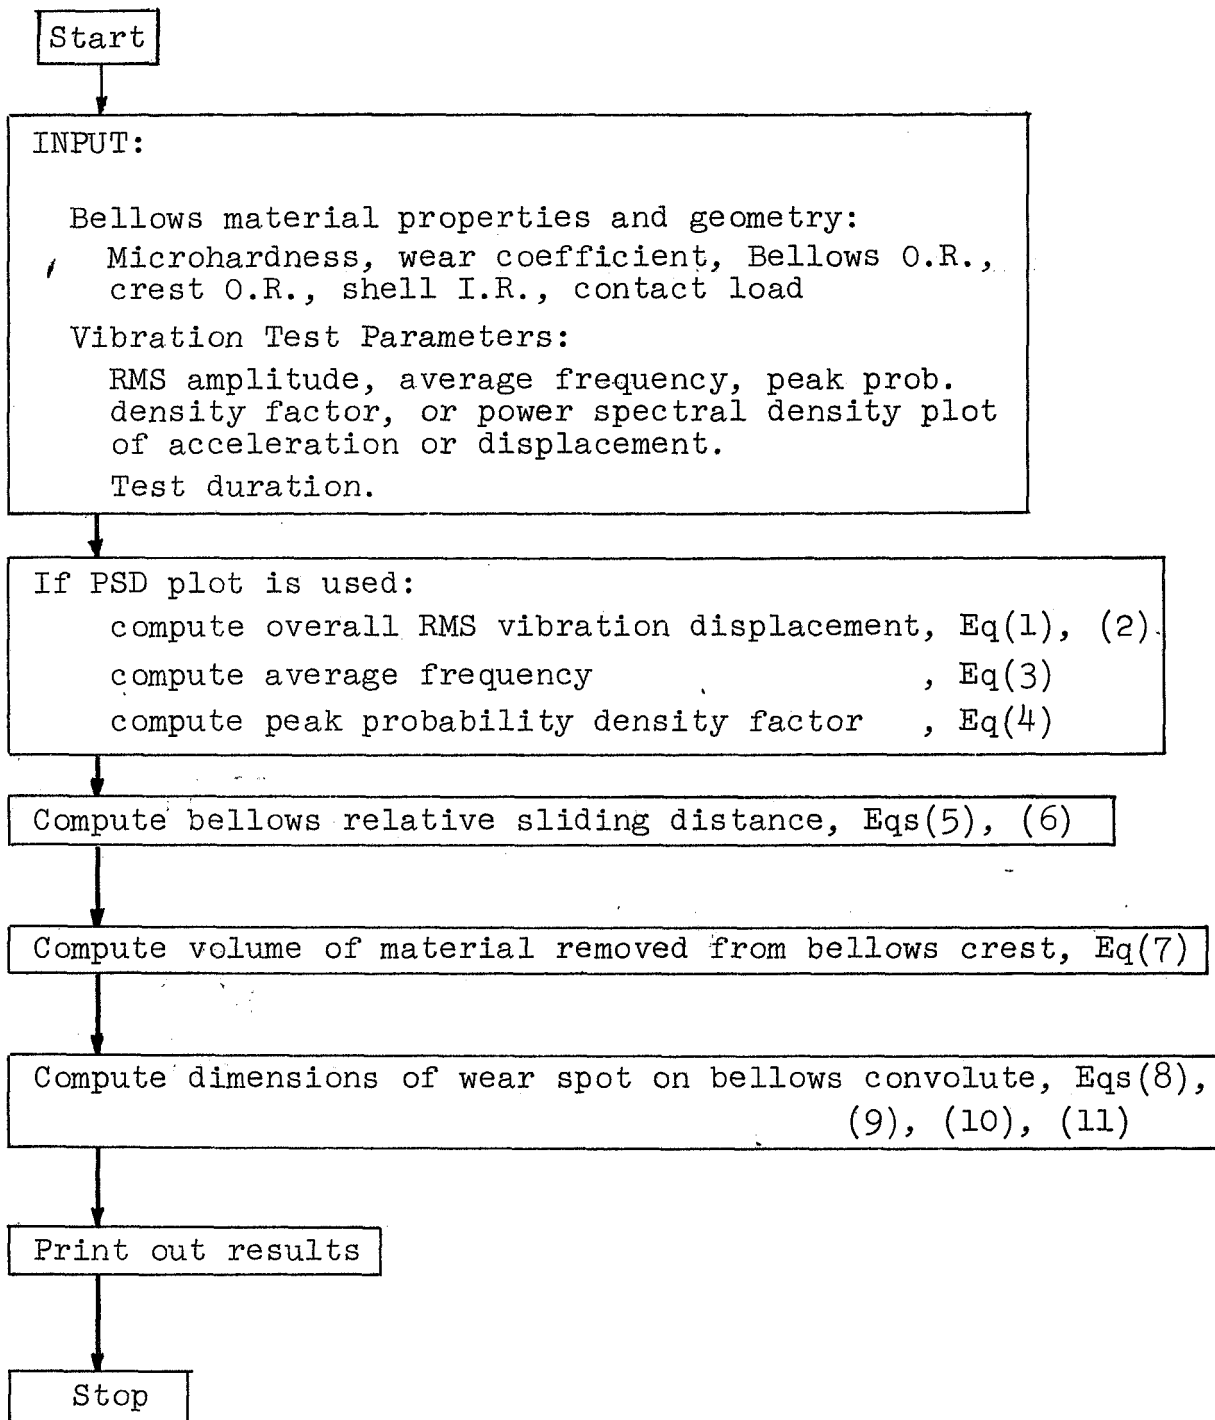 Start
INPUT:
Bellows material properties and geometry:
Microhardness, wear coefficient, Bellows O.R.,
crest O.R., shell I.R., contact load
Vibration Test Parameters:
RMS amplitude, average frequency, peak prob.
density factor, or power spectral density plot
of acceleration or displacement.
Test duration.
If PSD plot is used:
compute overall RMS vibration displacement, Eq(1), (2)
compute average frequency , Eq(3)
compute peak probability density factor , Eq(4)
Compute bellows relative sliding distance, Eqs(5), (6)
Compute volume of material removed from bellows crest, Eq(7)
Compute dimensions of wear spot on bellows convolute, Eqs(8),
(9), (10), (11)
Print out results
Stop